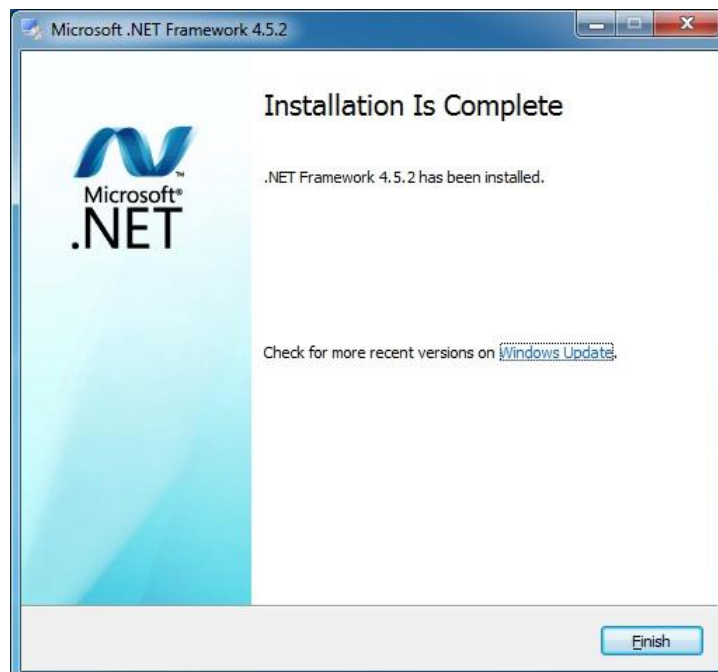 Microsoft .NET Framework 4.5.2
Installation Is Complete
.NET Framework 4.5.2 has been installed.
Microsoft®
.NET
Check for more recent versions on Windows Update.
Finish